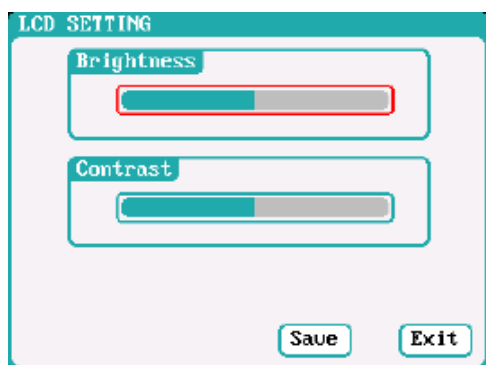 LCD SETTING
Brightness
Contrast
Save
Exit